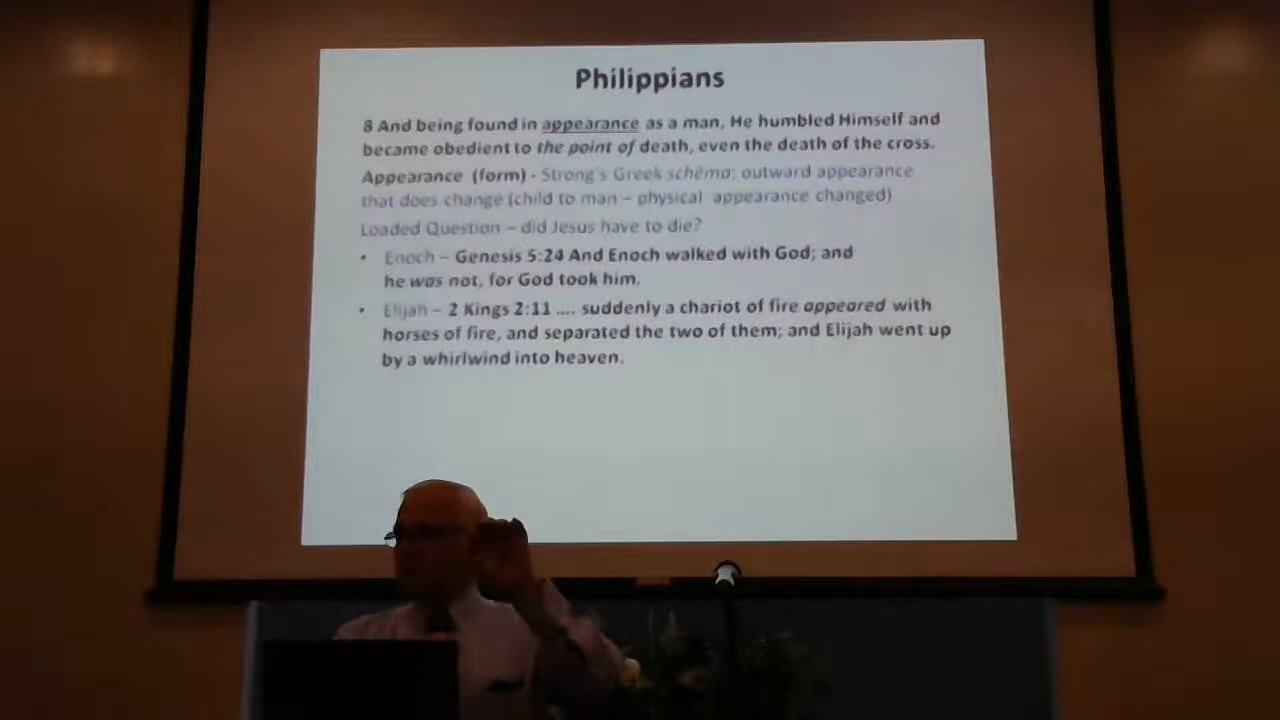 Philippians
8 And being found in appearance as a man, He humbled Himself and
became obedient to the point of death, even the death of the cross.
Appearance (form) - Strong's Greek schēma: outward appearance
that does change (child to man – physical appearance changed)
Loaded Question – did Jesus have to die?
• Enoch – Genesis 5:24 And Enoch walked with God; and
he was not, for God took him.
• Elijah – 2 Kings 2:11 .... suddenly a chariot of fire appeared with
horses of fire, and separated the two of them; and Elijah went up
by a whirlwind into heaven.